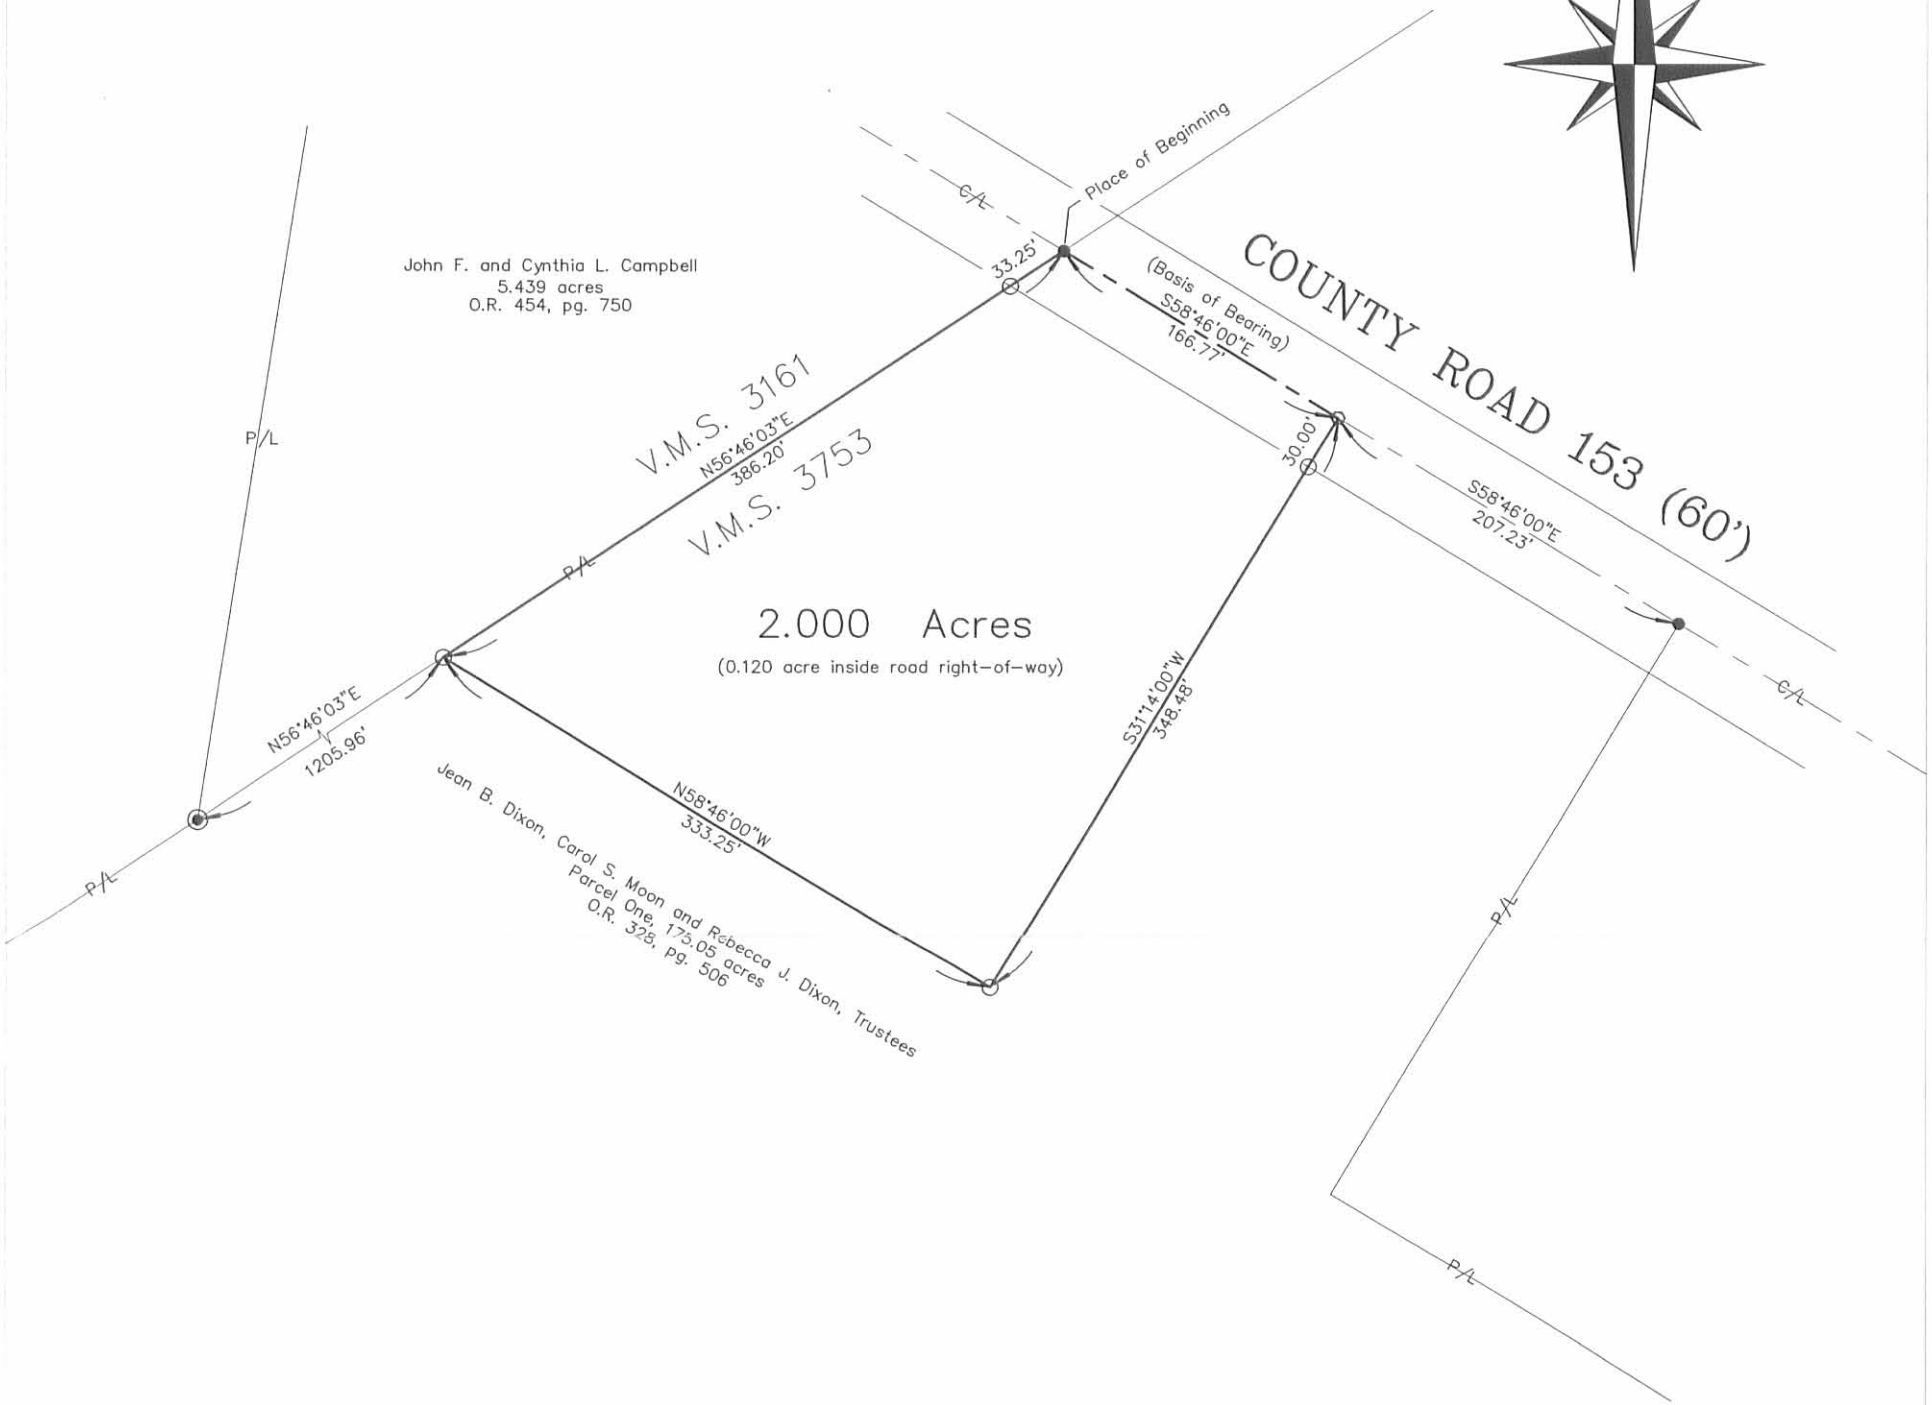 Place of Beginning
C/L
33.25'
John F. and Cynthia L. Campbell
5.439 acres
O.R. 454, pg. 750
(Basis of Bearing)
S58°46'00"E
166.77'
COUNTY ROAD 153 (60')
V.M.S. 3161
N56°46'03"E
386.20'
V.M.S. 3753
P/L
30.00'
S58°46'00"E
207.23'
P/L
2.000 Acres
(0.120 acre inside road right-of-way)
S31°14'00"W
348.48'
C/L
N56°46'03"E
1205.96'
N58°46'00"W
333.25'
Jean B. Dixon, Carol S. Moon and Rebecca J. Dixon, Trustees
Parcel One, 175.05 acres
O.R. 328, pg. 506
P/L
P/L
P/L